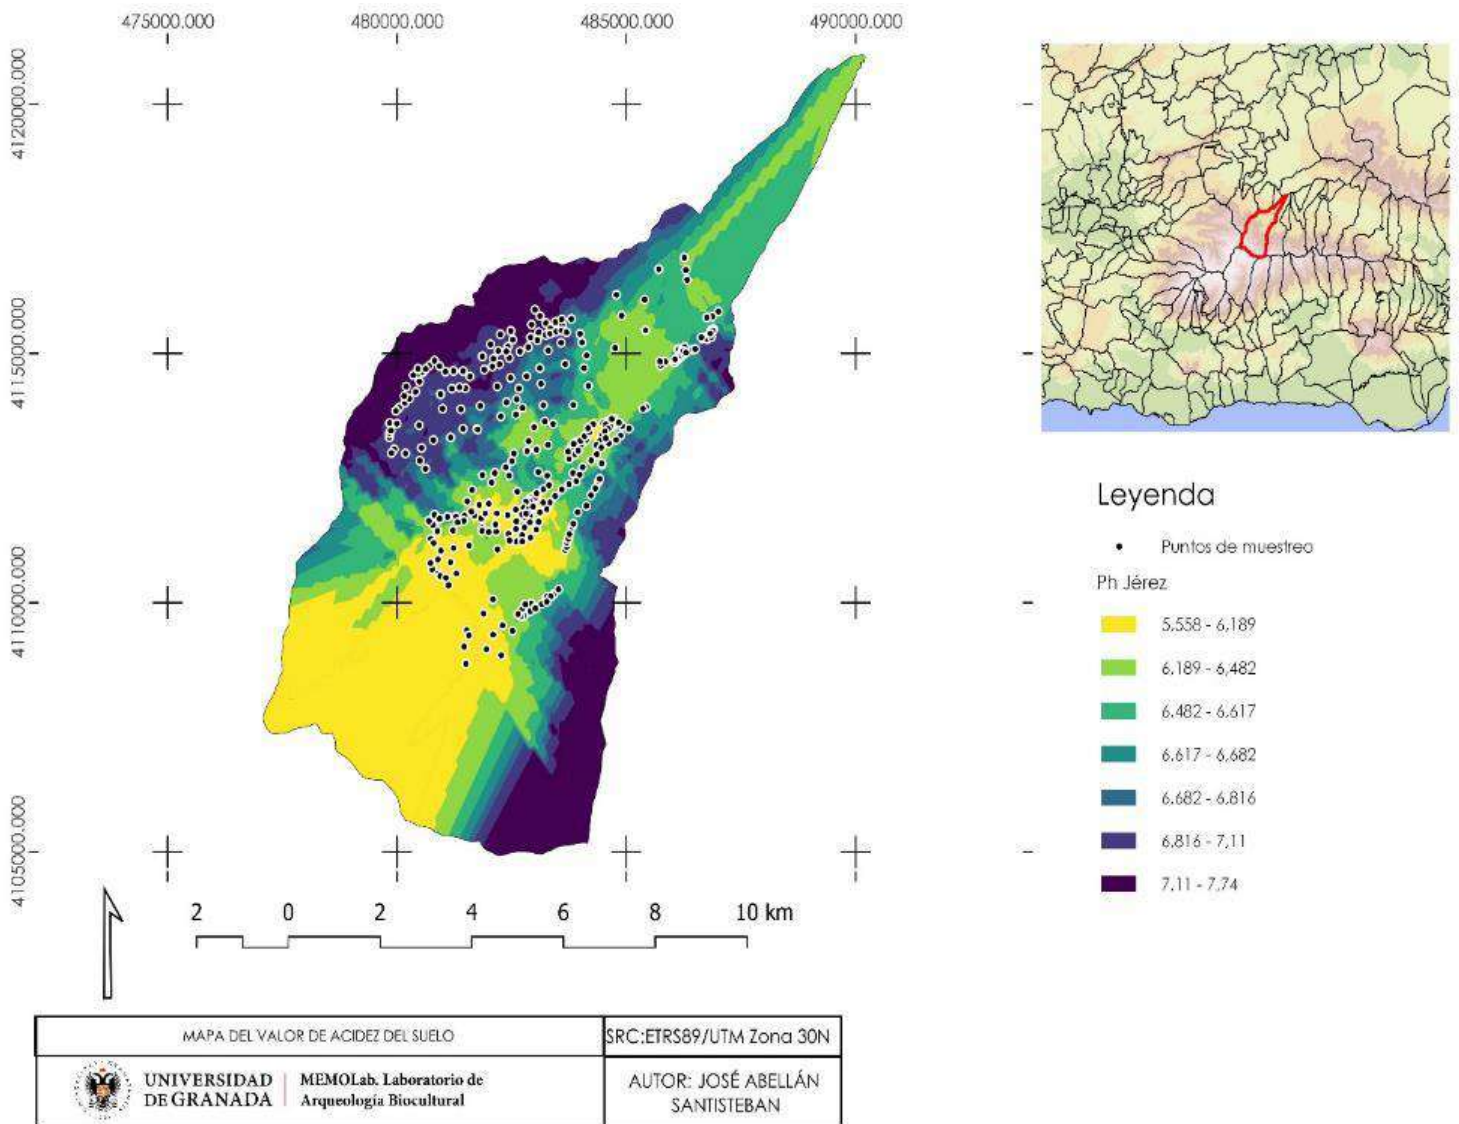 475000.000 480000.000 485000.000 490000.000
4120000.000
4115000.000
4110000.000
4105000.000
Leyenda
Puntos de muestreo
Ph Jérez
5,558 - 6,189
6,189 - 6,482
6,482 - 6,617
6,617 - 6,682
6,682 - 6,816
6,816 - 7,11
7,11 - 7,74
2 0 2 4 6 8 10 km
MAPA DEL VALOR DE ACIDEZ DEL SUELO
SRC:ETRS89/UTM Zona 30N
UNIVERSIDAD
DE GRANADA
MEMOLab. Laboratorio de
Arqueología Biocultural
AUTOR: JOSÉ ABELLÁN
SANTISTEBAN